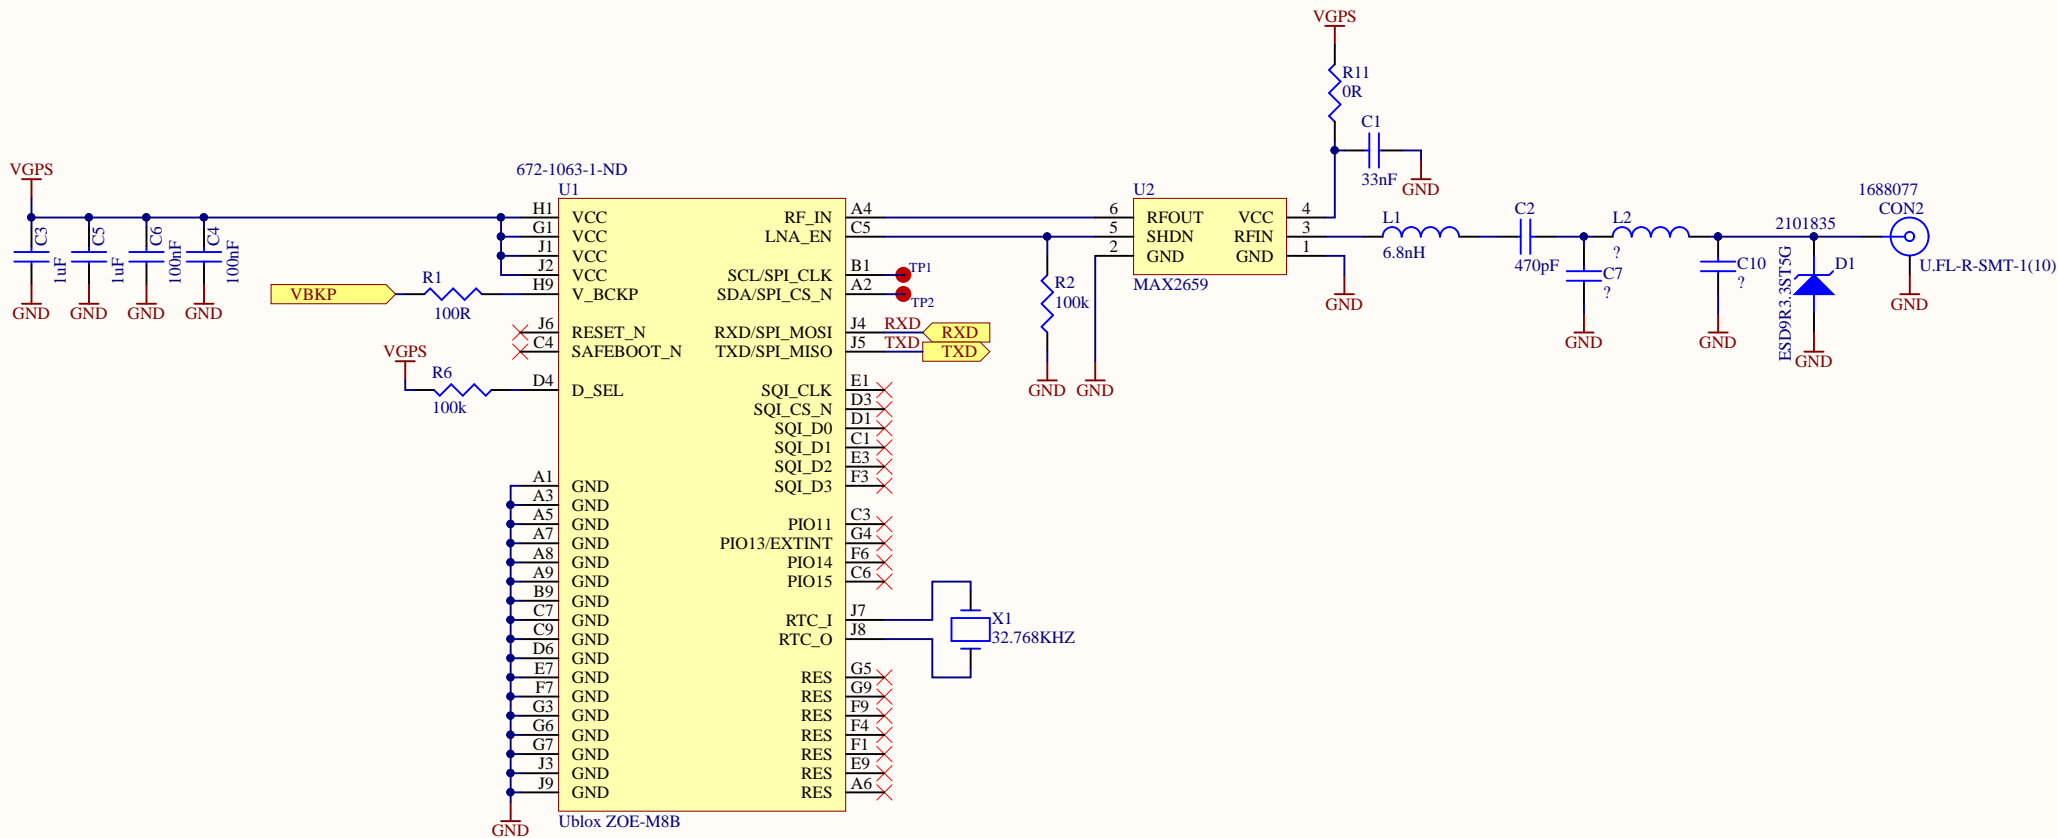 VGPS
R11
0R
C1
33nF
GND
VGPS
C3
1uF
C5
1uF
C6
100nF
C4
100nF
GND
GND
GND
GND
VBKP
R1
100R
VGPS
R6
100k
672-1063-1-ND
U1
H1 VCC RF_IN A4
G1 VCC LNA_EN C5
J1 VCC
J2 VCC SCL/SPI_CLK B1 TP1
H9 V_BCKP SDA/SPI_CS_N A2 TP2
J6 RESET_N RXD/SPI_MOSI J4 RXD RXD
C4 SAFEBOOT_N TXD/SPI_MISO J5 TXD TXD
D4 D_SEL SQI_CLK E1
SQI_CS_N D3
SQI_D0 D1
SQI_D1 C1
SQI_D2 E3
A1 GND SQI_D3 F3
A3 GND
A5 GND PIO11 C3
A7 GND PIO13/EXTINT G4
A8 GND PIO14 F6
A9 GND PIO15 C6
B9 GND
C7 GND RTC_I J7
C9 GND RTC_O J8
D6 GND
E7 GND RES G5
F7 GND RES G9
G3 GND RES F9
G6 GND RES F4
G7 GND RES F1
J3 GND RES E9
J9 GND RES A6
GND
Ublox ZOE-M8B
X1
32.768KHZ
R2
100k
GND
GND
U2
6 RFOUT VCC 4
5 SHDN RFIN 3
2 GND GND 1
MAX2659
GND
L1
6.8nH
C2
470pF
C7
?
GND
L2
?
C10
?
GND
2101835
ESD9R3.3ST5G
D1
GND
1688077
CON2
U.FL-R-SMT-1(10)
GND